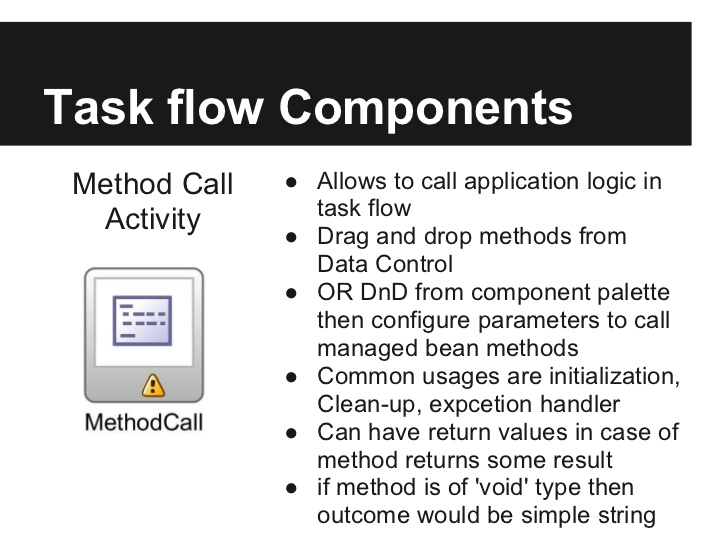 Task flow Components
Method Call
Activity
MethodCall
● Allows to call application logic in
task flow
● Drag and drop methods from
Data Control
● OR DnD from component palette
then configure parameters to call
managed bean methods
● Common usages are initialization,
Clean-up, expcetion handler
● Can have return values in case of
method returns some result
● if method is of 'void' type then
outcome would be simple string